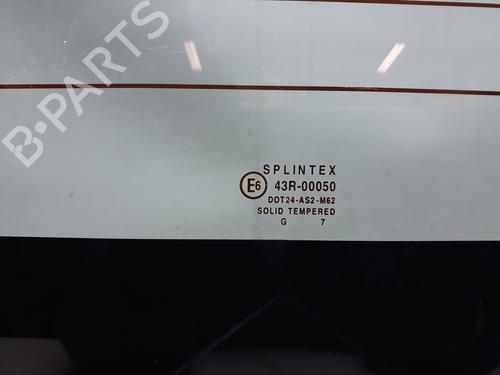 B-PARTS
SPLINTEX
E6 43R-00050
DOT24-AS2-M62
SOLID TEMPERED
G 7